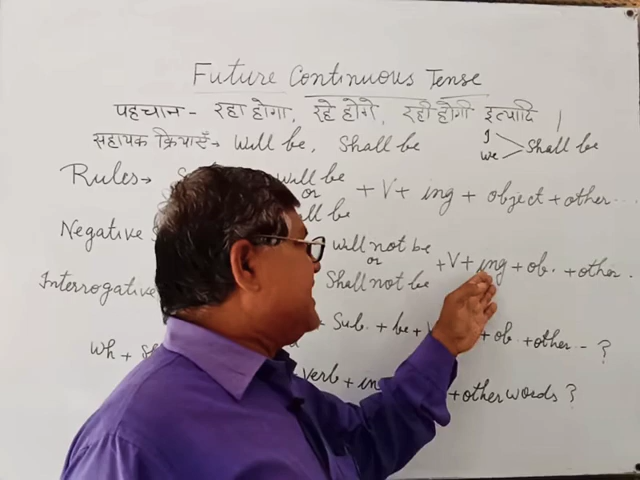 Future Continuous Tense
पहचान - रहा होगा, रहे होगे, रही होगी इत्यादि |
सहायक क्रियाएँ → Will be, Shall be
I
We
Shall be
Rules →
will be
or
+ V + ing + object + other ...
be
Negative
will not be
or
Shall not be
+ V + ing + ob. + other .
Interrogative
Sub. + be +
+ ob + other - ?
Wh +
verb +
+ other words ?